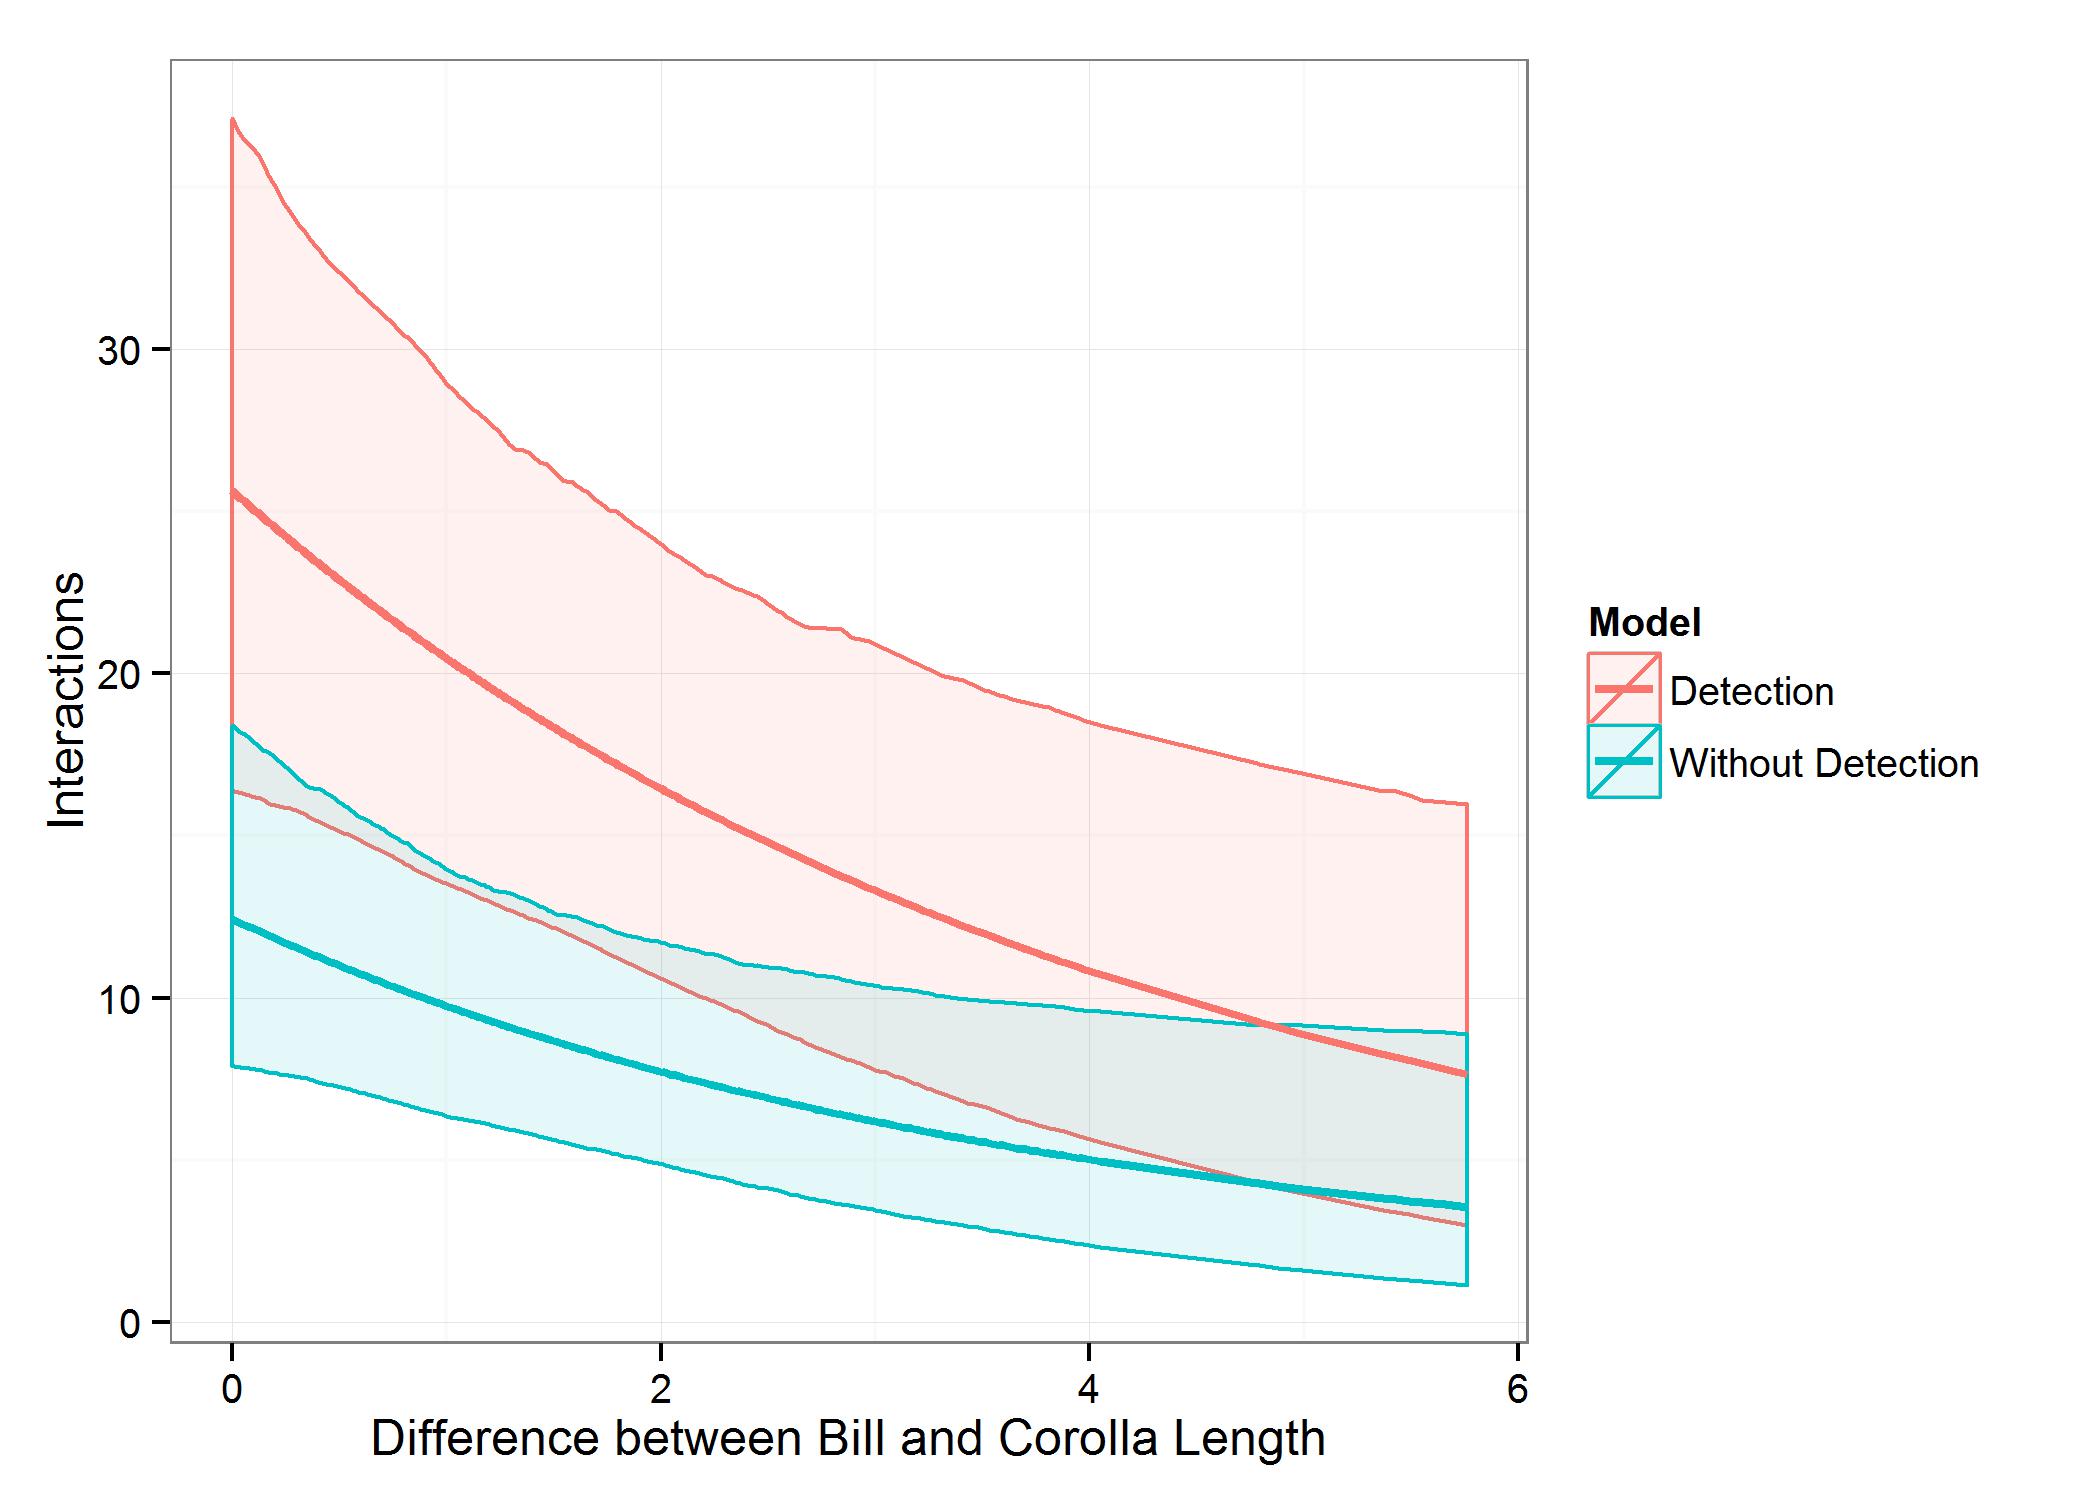 Interactions
30
20
10
0
0 2 4 6
Difference between Bill and Corolla Length
Model
Detection
Without Detection